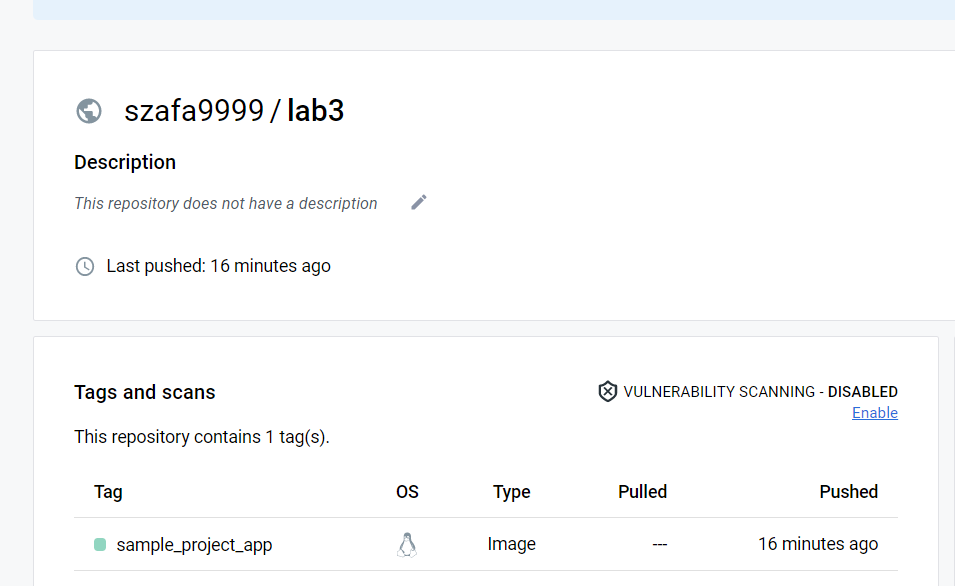 szafa9999 / lab3
Description
This repository does not have a description
Last pushed: 16 minutes ago
Tags and scans
VULNERABILITY SCANNING - DISABLED
Enable
This repository contains 1 tag(s).
Tag OS Type Pulled Pushed
sample_project_app Image --- 16 minutes ago